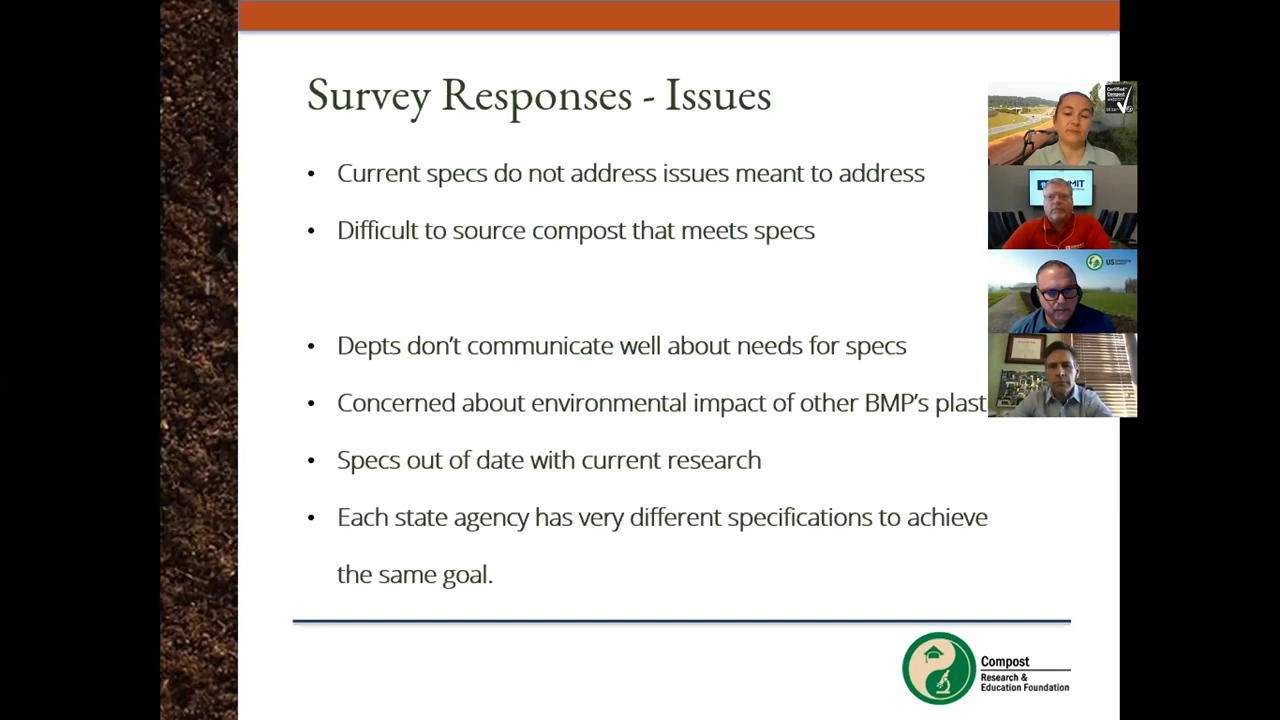 Survey Responses - Issues
• Current specs do not address issues meant to address
• Difficult to source compost that meets specs
• Depts don't communicate well about needs for specs
• Concerned about environmental impact of other BMP's plast
• Specs out of date with current research
• Each state agency has very different specifications to achieve
the same goal.
Compost
Research &
Education Foundation
Certified
Compost
US